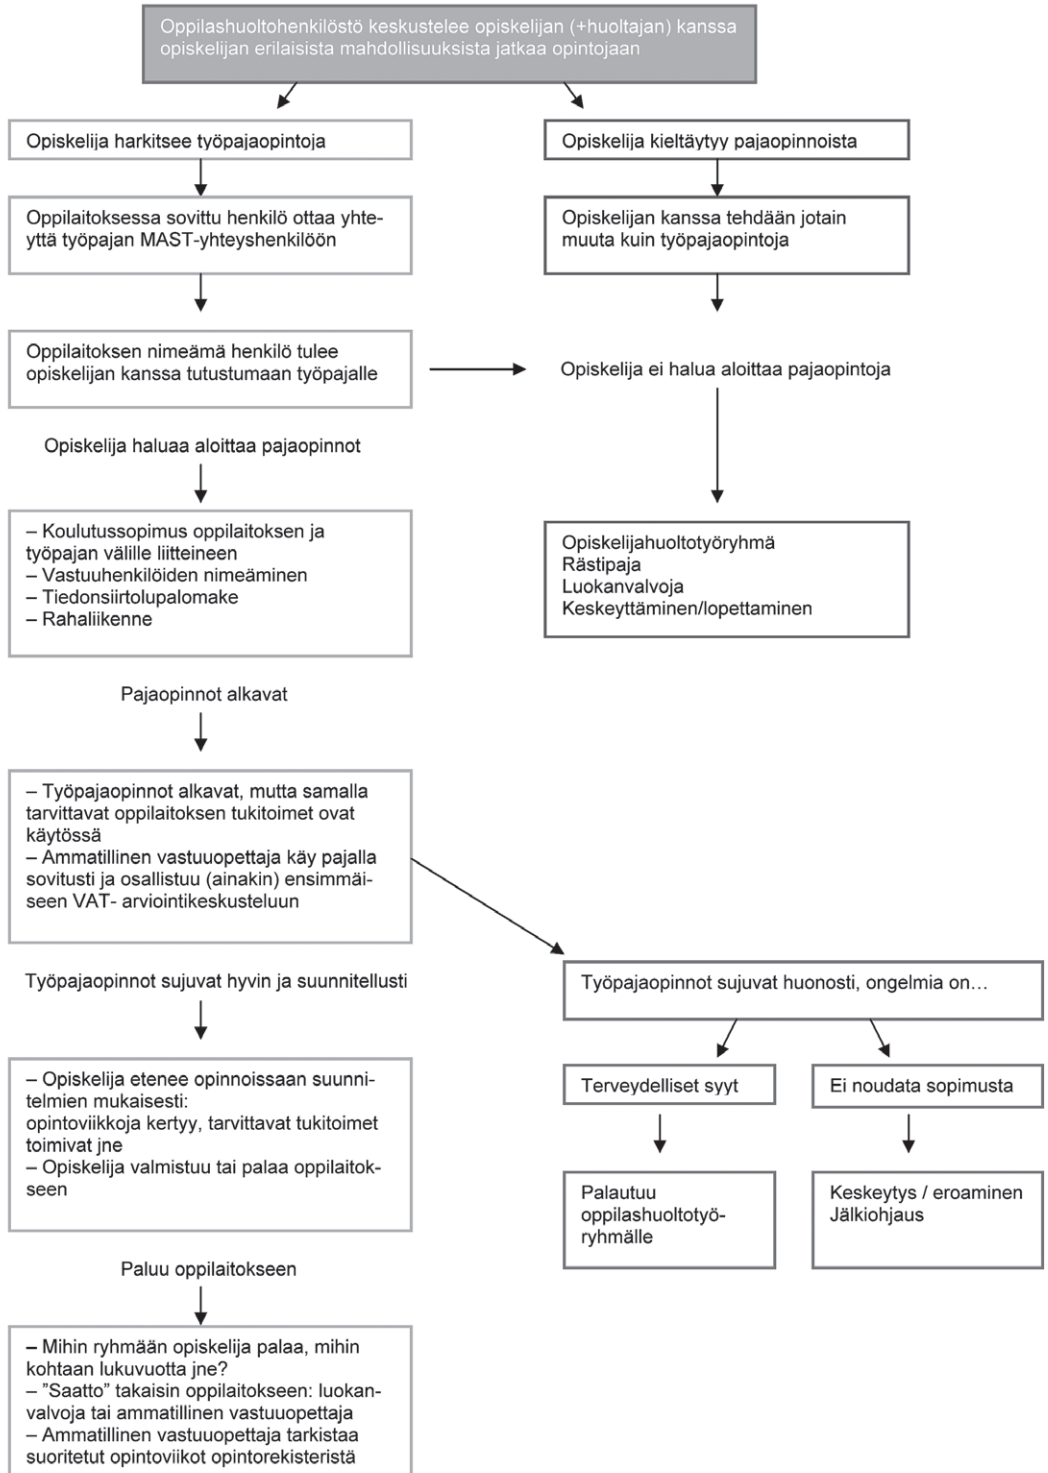 Oppilashuoltohenkilöstö keskustelee opiskelijan (+huoltajan) kanssa
opiskelijan erilaisista mahdollisuuksista jatkaa opintojaan
Opiskelija harkitsee työpajaopintoja
Opiskelija kieltäytyy pajaopinnoista
Oppilaitoksessa sovittu henkilö ottaa yhte-
yttä työpajan MAST-yhteyshenkilöön
Opiskelijan kanssa tehdään jotain
muuta kuin työpajaopintoja
Oppilaitoksen nimeämä henkilö tulee
opiskelijan kanssa tutustumaan työpajalle
Opiskelija ei halua aloittaa pajaopintoja
Opiskelija haluaa aloittaa pajaopinnot
– Koulutussopimus oppilaitoksen ja
työpajan välille liitteineen
– Vastuuhenkilöiden nimeäminen
– Tiedonsiirtolupalomake
– Rahaliikenne
Opiskelijahuoltotyöryhmä
Rästipaja
Luokanvalvoja
Keskeyttäminen/lopettaminen
Pajaopinnot alkavat
– Työpajaopinnot alkavat, mutta samalla
tarvittavat oppilaitoksen tukitoimet ovat
käytössä
– Ammatillinen vastuuopettaja käy pajalla
sovitusti ja osallistuu (ainakin) ensimmäi-
seen VAT- arviointikeskusteluun
Työpajaopinnot sujuvat hyvin ja suunnitellusti
Työpajaopinnot sujuvat huonosti, ongelmia on…
– Opiskelija etenee opinnoissaan suunni-
telmien mukaisesti:
opintoviikkoja kertyy, tarvittavat tukitoimet
toimivat jne
– Opiskelija valmistuu tai palaa oppilaitok-
seen
Terveydelliset syyt
Ei noudata sopimusta
Palautuu
oppilashuoltotyö-
ryhmälle
Keskeytys / eroaminen
Jälkiohjaus
Paluu oppilaitokseen
– Mihin ryhmään opiskelija palaa, mihin
kohtaan lukuvuotta jne?
– ”Saatto” takaisin oppilaitokseen: luokan-
valvoja tai ammatillinen vastuuopettaja
– Ammatillinen vastuuopettaja tarkistaa
suoritetut opintoviikot opintorekisteristä